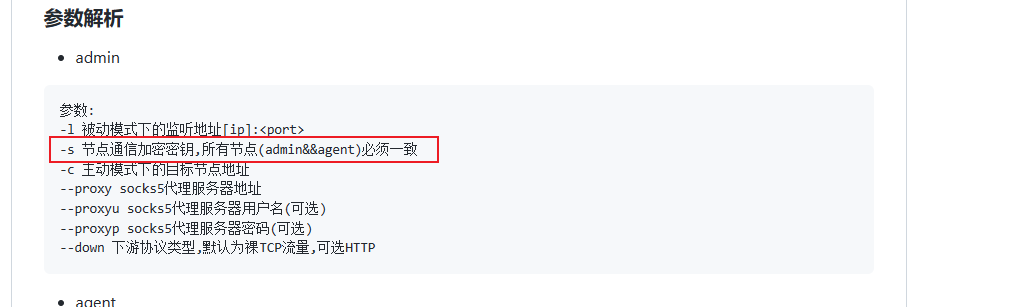 参数解析
admin
参数:
-l 被动模式下的监听地址[ip]:<port>
-s 节点通信加密密钥,所有节点(admin&&agent)必须一致
-c 主动模式下的目标节点地址
--proxy socks5代理服务器地址
--proxyu socks5代理服务器用户名(可选)
--proxyp socks5代理服务器密码(可选)
--down 下游协议类型,默认为裸TCP流量,可选HTTP
agent